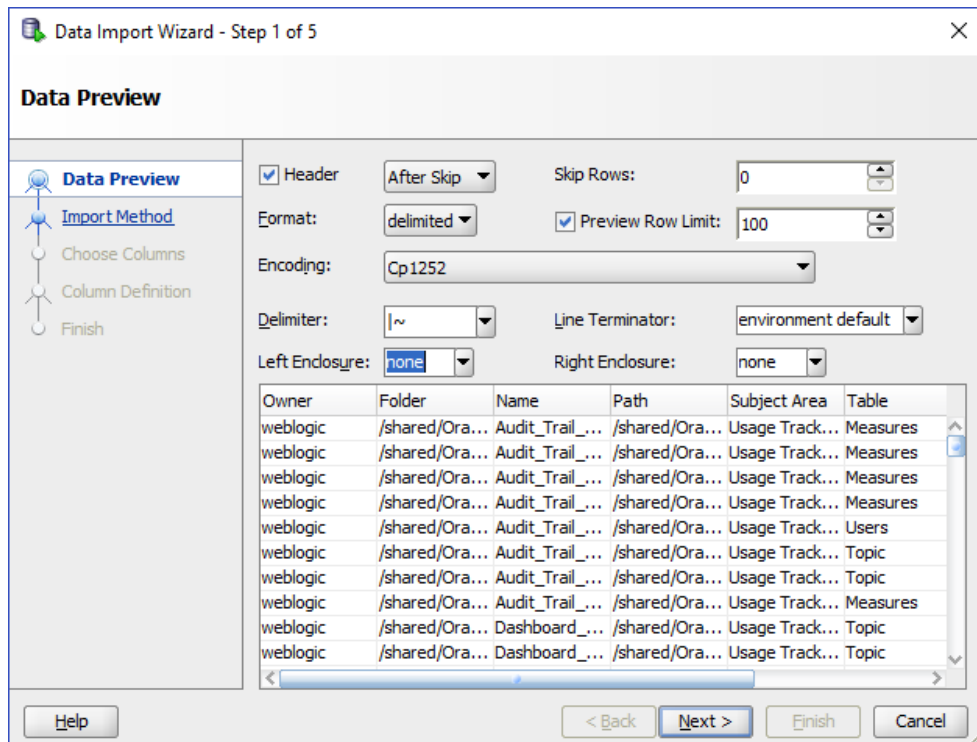 Data Import Wizard - Step 1 of 5
Data Preview
Data Preview
Import Method
Choose Columns
Column Definition
Finish
Header After Skip Skip Rows: 0
Format: delimited Preview Row Limit: 100
Encoding: Cp1252
Delimiter: |~ Line Terminator: environment default
Left Enclosure: none Right Enclosure: none
Owner Folder Name Path Subject Area Table
weblogic /shared/Ora... Audit_Trail_... /shared/Ora... Usage Track... Measures
weblogic /shared/Ora... Audit_Trail_... /shared/Ora... Usage Track... Measures
weblogic /shared/Ora... Audit_Trail_... /shared/Ora... Usage Track... Measures
weblogic /shared/Ora... Audit_Trail_... /shared/Ora... Usage Track... Measures
weblogic /shared/Ora... Audit_Trail_... /shared/Ora... Usage Track... Users
weblogic /shared/Ora... Audit_Trail_... /shared/Ora... Usage Track... Topic
weblogic /shared/Ora... Audit_Trail_... /shared/Ora... Usage Track... Topic
weblogic /shared/Ora... Audit_Trail_... /shared/Ora... Usage Track... Measures
weblogic /shared/Ora... Dashboard_... /shared/Ora... Usage Track... Topic
weblogic /shared/Ora... Dashboard_... /shared/Ora... Usage Track... Topic
Help < Back Next > Finish Cancel